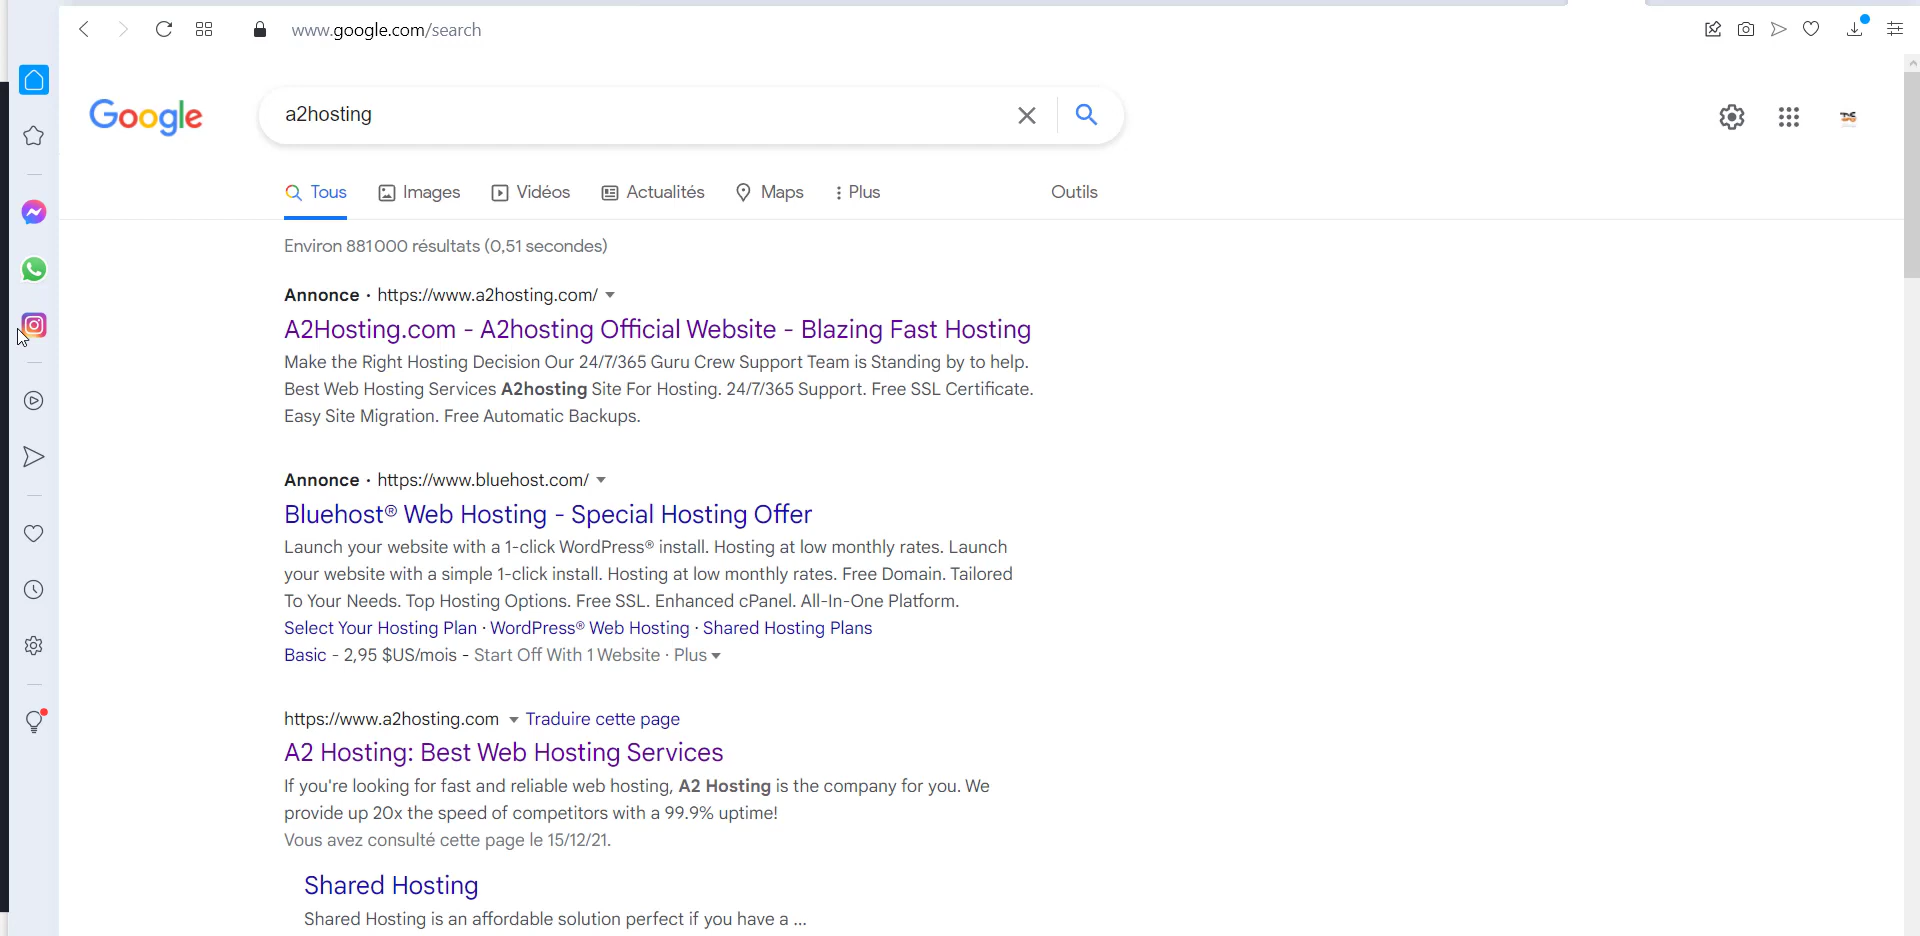 www.google.com/search
Google
a2hosting
Tous Images Vidéos Actualités Maps Plus Outils
Environ 881 000 résultats (0,51 secondes)
Annonce · https://www.a2hosting.com/
A2Hosting.com - A2hosting Official Website - Blazing Fast Hosting
Make the Right Hosting Decision Our 24/7/365 Guru Crew Support Team is Standing by to help.
Best Web Hosting Services A2hosting Site For Hosting. 24/7/365 Support. Free SSL Certificate.
Easy Site Migration. Free Automatic Backups.
Annonce · https://www.bluehost.com/
Bluehost® Web Hosting - Special Hosting Offer
Launch your website with a 1-click WordPress® install. Hosting at low monthly rates. Launch
your website with a simple 1-click install. Hosting at low monthly rates. Free Domain. Tailored
To Your Needs. Top Hosting Options. Free SSL. Enhanced cPanel. All-In-One Platform.
Select Your Hosting Plan · WordPress® Web Hosting · Shared Hosting Plans
Basic - 2,95 $US/mois - Start Off With 1 Website · Plus
https://www.a2hosting.com Traduire cette page
A2 Hosting: Best Web Hosting Services
If you're looking for fast and reliable web hosting, A2 Hosting is the company for you. We
provide up 20x the speed of competitors with a 99.9% uptime!
Vous avez consulté cette page le 15/12/21.
Shared Hosting
Shared Hosting is an affordable solution perfect if you have a ...